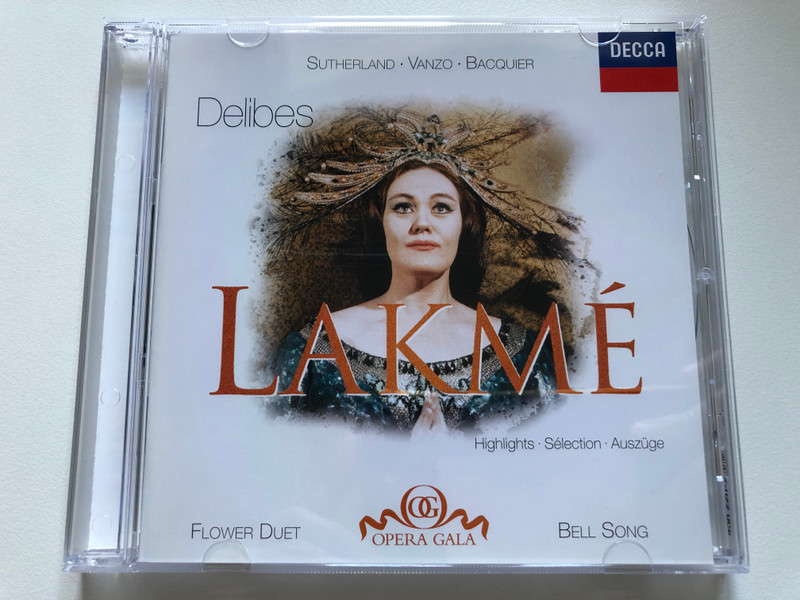 SUTHERLAND · VANZO · BACQUIER
DECCA
Delibes
LAKMÉ
Highlights · Sélection · Auszüge
OG
FLOWER DUET
OPERA GALA
BELL SONG